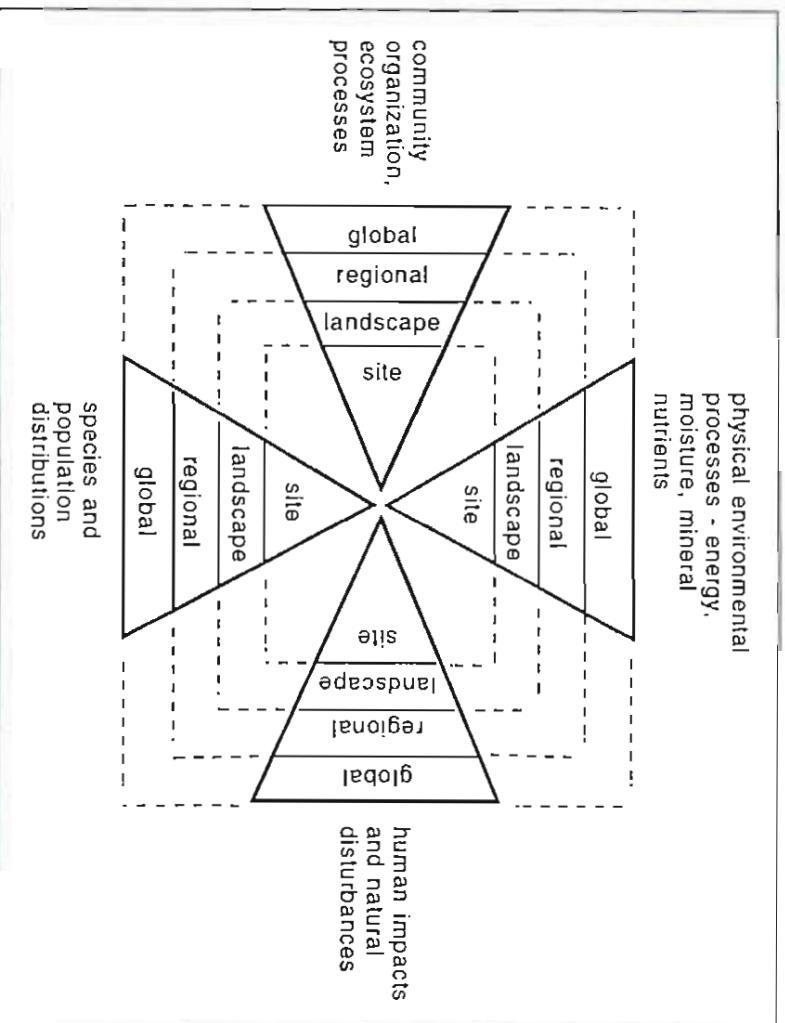 community
organization,
ecosystem
processes
global
regional
landscape
site
physical environmental
processes - energy,
moisture, mineral
nutrients
global
regional
landscape
site
species and
population
distributions
site
landscape
regional
global
site
landscape
regional
global
human impacts
and natural
disturbances